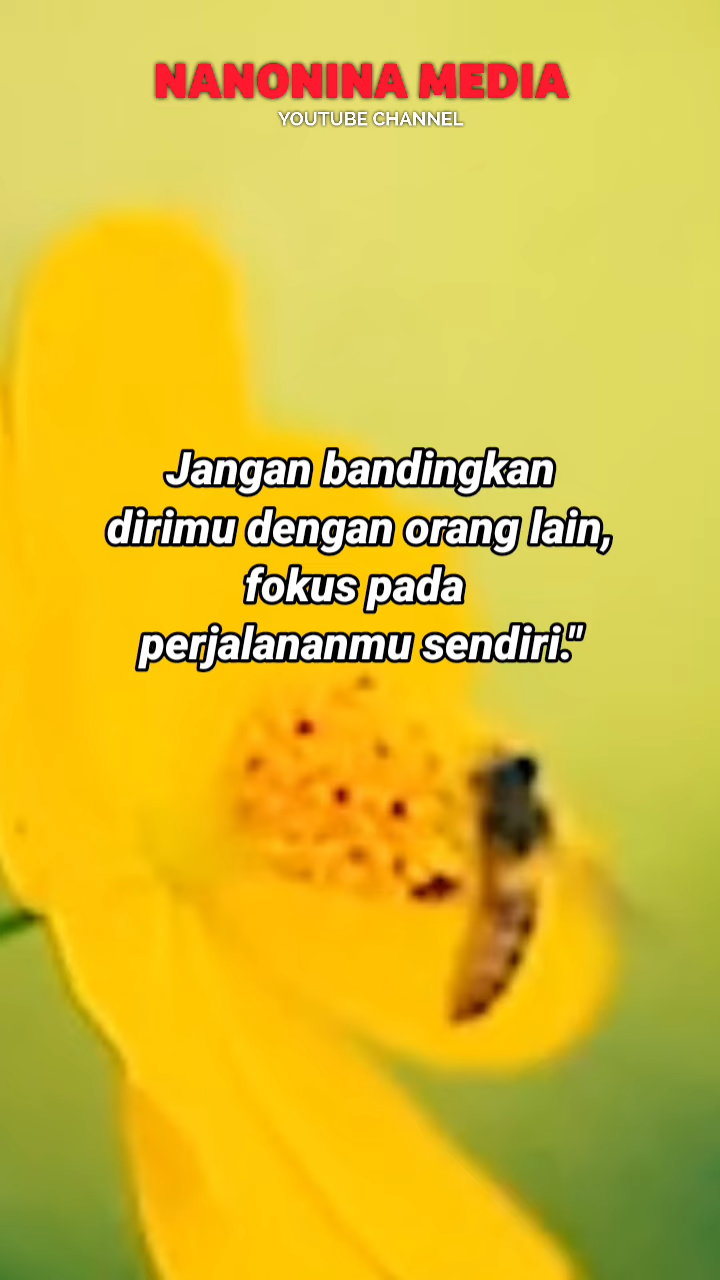 NANONINA MEDIA
YOUTUBE CHANNEL
Jangan bandingkan
dirimu dengan orang lain,
fokus pada
perjalananmu sendiri."